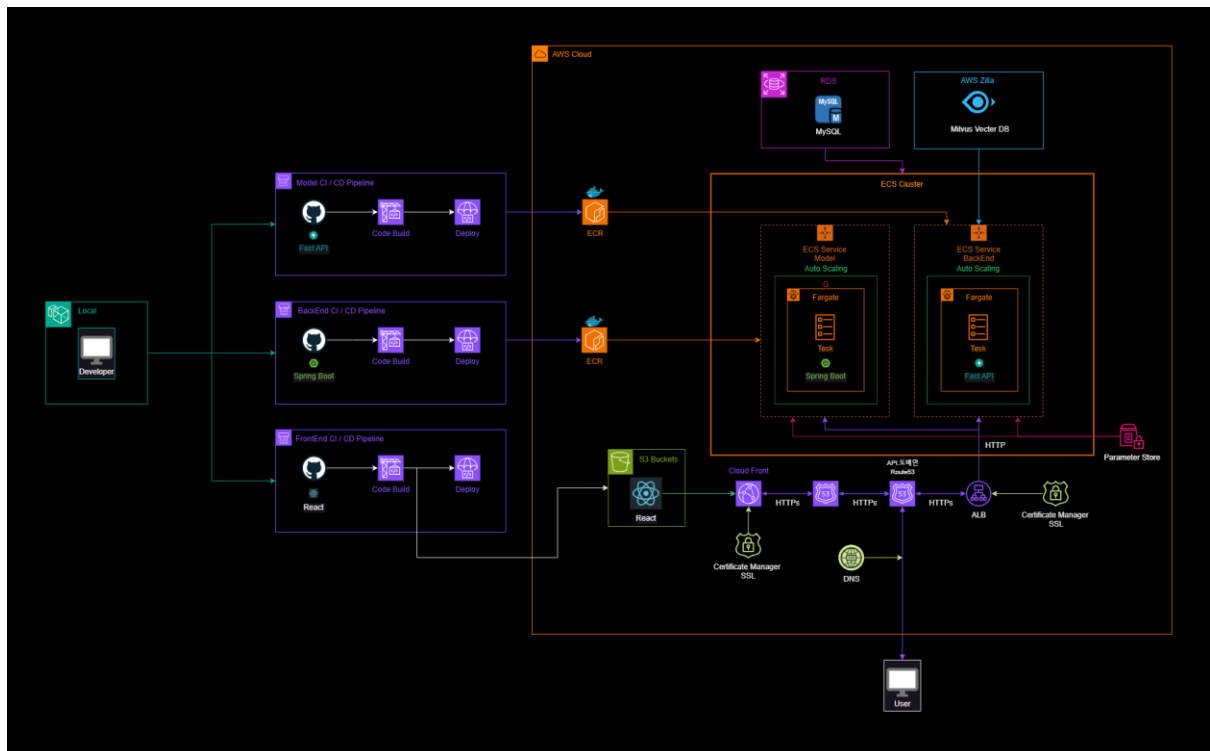 AWS Cloud
RDS
MySQL
MySQL
AWS Zilla
Milvus Vecter DB
ECS Cluster
Model CI / CD Pipeline
Fast API
Code Build
Deploy
ECR
ECS Service
Model
Auto Scaling
G
Fargate
Tesk
Spring Boot
ECS Service
BackEnd
Auto Scaling
Fargate
Tesk
Fast API
Local
Developer
BackEnd CI / CD Pipeline
Spring Boot
Code Build
Deploy
ECR
FrontEnd CI / CD Pipeline
React
Code Build
Deploy
S3 Buckets
React
Cloud Front
HTTPs
53
HTTPs
API도메인
Route53
53
HTTPs
HTTP
ALB
Parameter Store
Certificate Manager
SSL
Certificate Manager
SSL
DNS
User